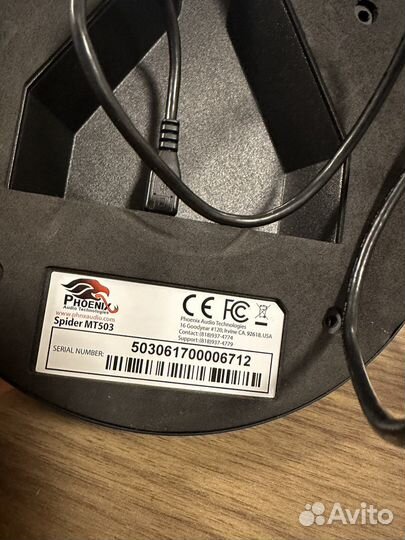 PHOENIX
Audio Technologies
www.phnxaudio.com
Spider MT503
CE FC
Phoenix Audio Technologies
16 Goodyear #120, Irvine CA. 92618, USA
Contact:(818)937-4774
Support:(818)937-4779
SERIAL NUMBER:
503061700006712
Avito